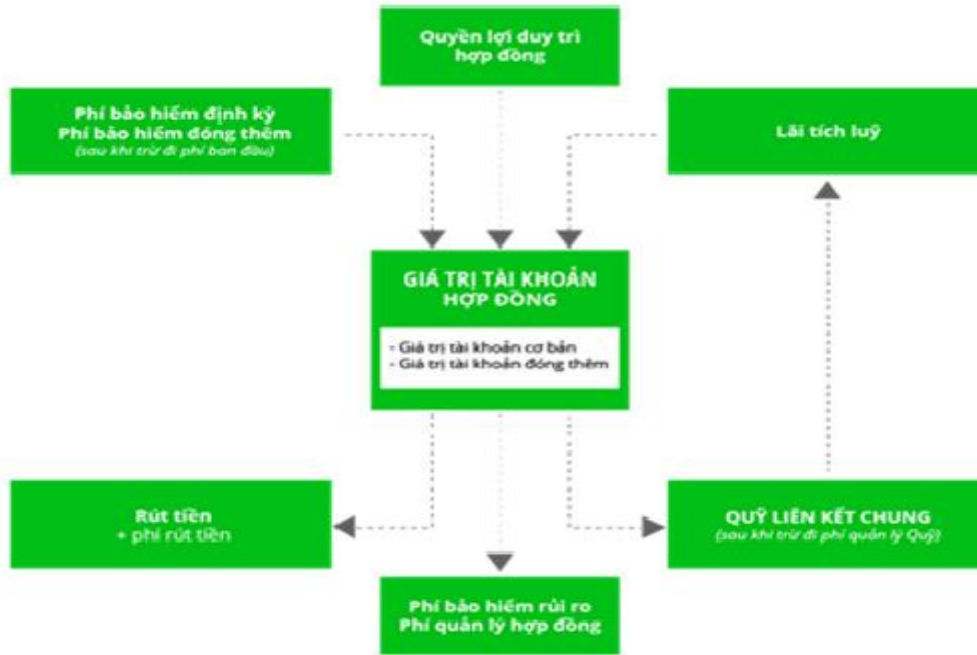 Quyền lợi duy trì
hợp đồng
Phí bảo hiểm định kỳ
Phí bảo hiểm đóng thêm
(sau khi trừ đi phí ban đầu)
Lãi tích luỹ
GIÁ TRỊ TÀI KHOẢN
HỢP ĐỒNG
- Giá trị tài khoản cơ bản
- Giá trị tài khoản đóng thêm
Rút tiền
+ phí rút tiền
QUỸ LIÊN KẾT CHUNG
(sau khi trừ đi phí quản lý Quỹ)
Phí bảo hiểm rủi ro
Phí quản lý hợp đồng